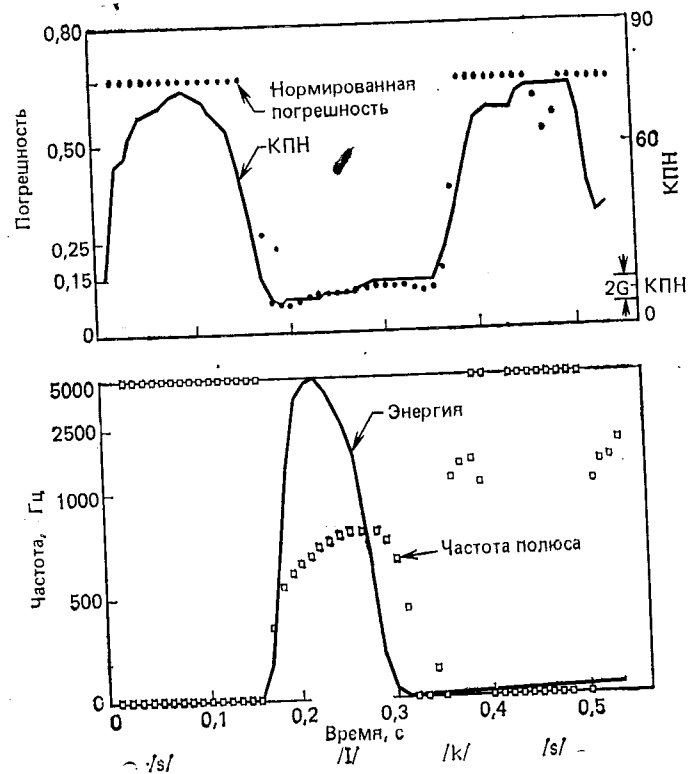 0,80
90
Нормированная
погрешность
КПН
0,50
60
Погрешность
КПН
0,25
0,15
2G КПН
0
0
5000
Энергия
2500
1000
Частота полюса
Частота, Гц
500
0
0 0,1 0,2 0,3 0,4 0,5
Время, с
/s/ /I/ /k/ /s/